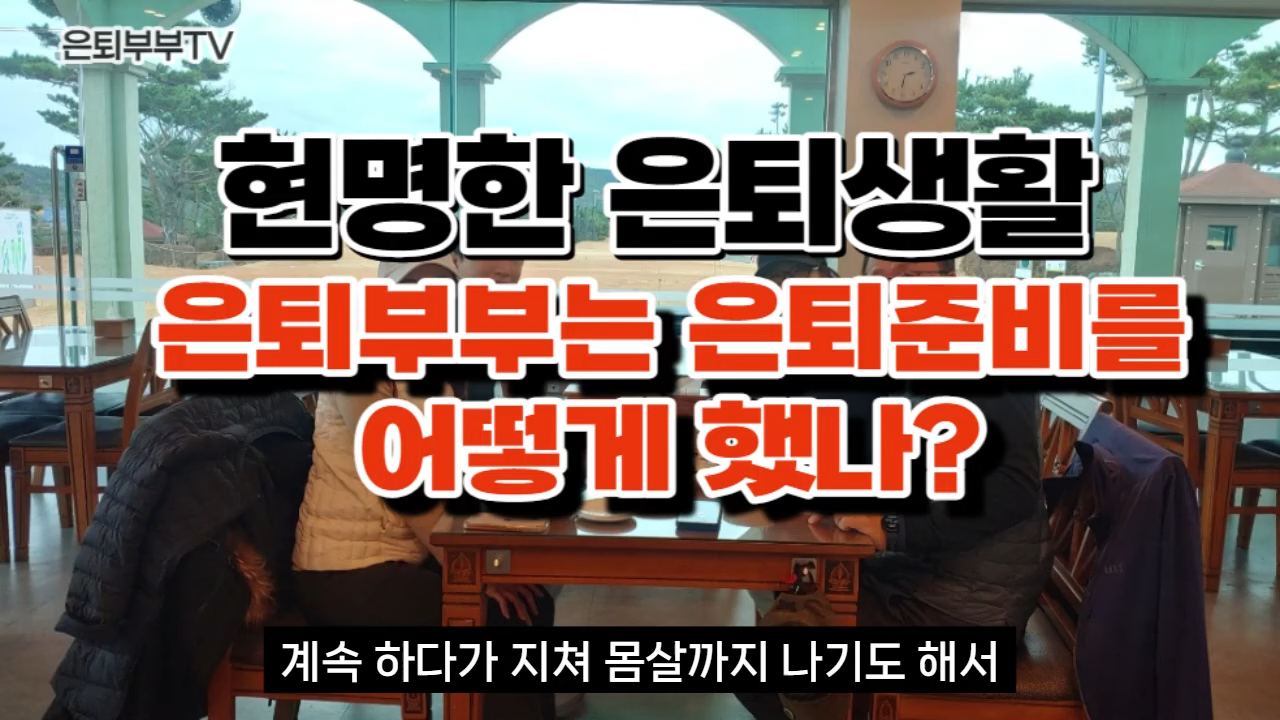 은퇴부부TV
현명한 은퇴생활
은퇴부부는 은퇴준비를
어떻게 했나?
계속 하다가 지쳐 몸살까지 나기도 해서